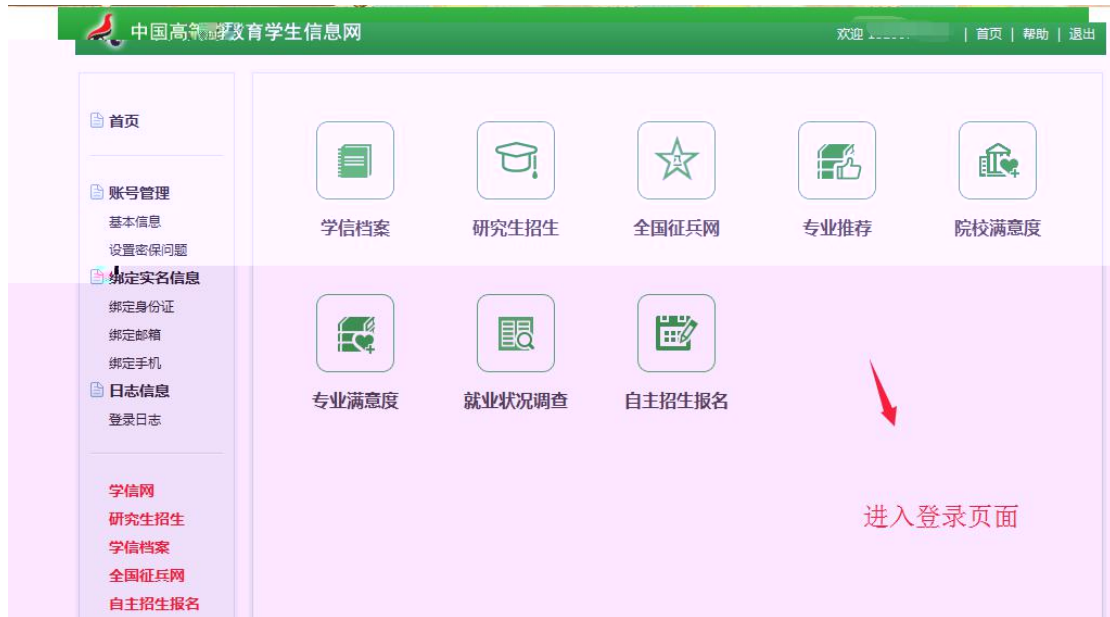 中国高等教育学生信息网
欢迎 | 首页 | 帮助 | 退出
首页
账号管理
基本信息
设置密保问题
绑定实名信息
绑定身份证
绑定邮箱
绑定手机
日志信息
登录日志
学信网
研究生招生
学信档案
全国征兵网
自主招生报名
学信档案 研究生招生 全国征兵网 专业推荐 院校满意度
专业满意度 就业状况调查 自主招生报名
进入登录页面